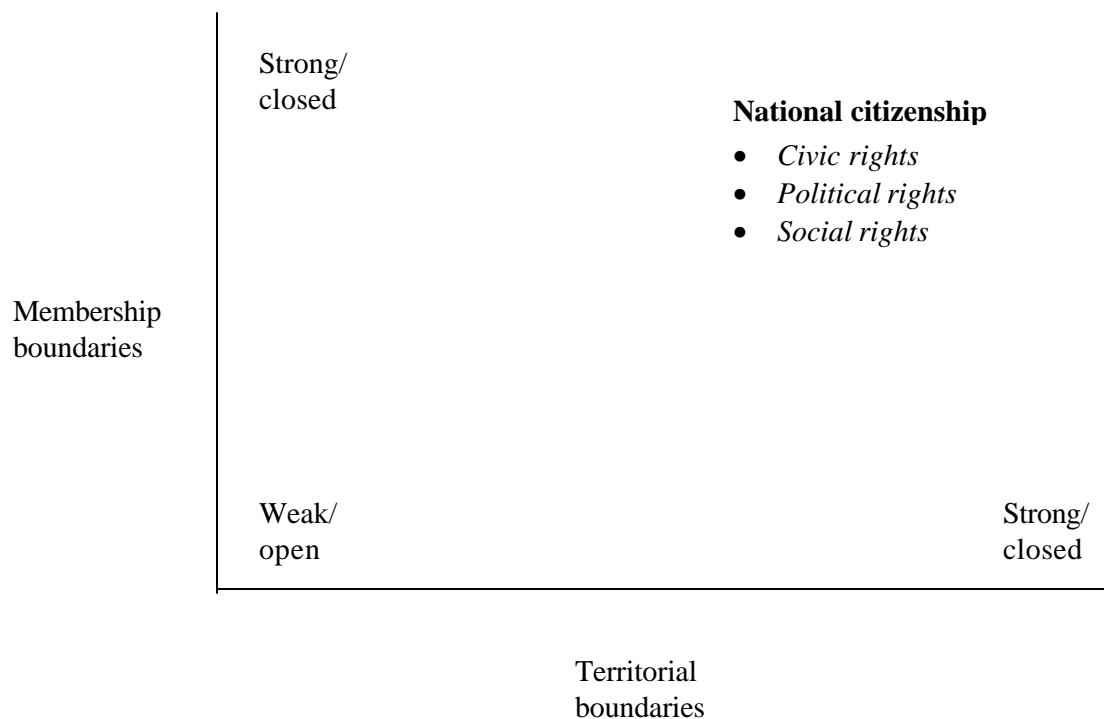 Strong/
closed
National citizenship
• Civic rights
• Political rights
• Social rights
Membership
boundaries
Weak/
open
Strong/
closed
Territorial
boundaries